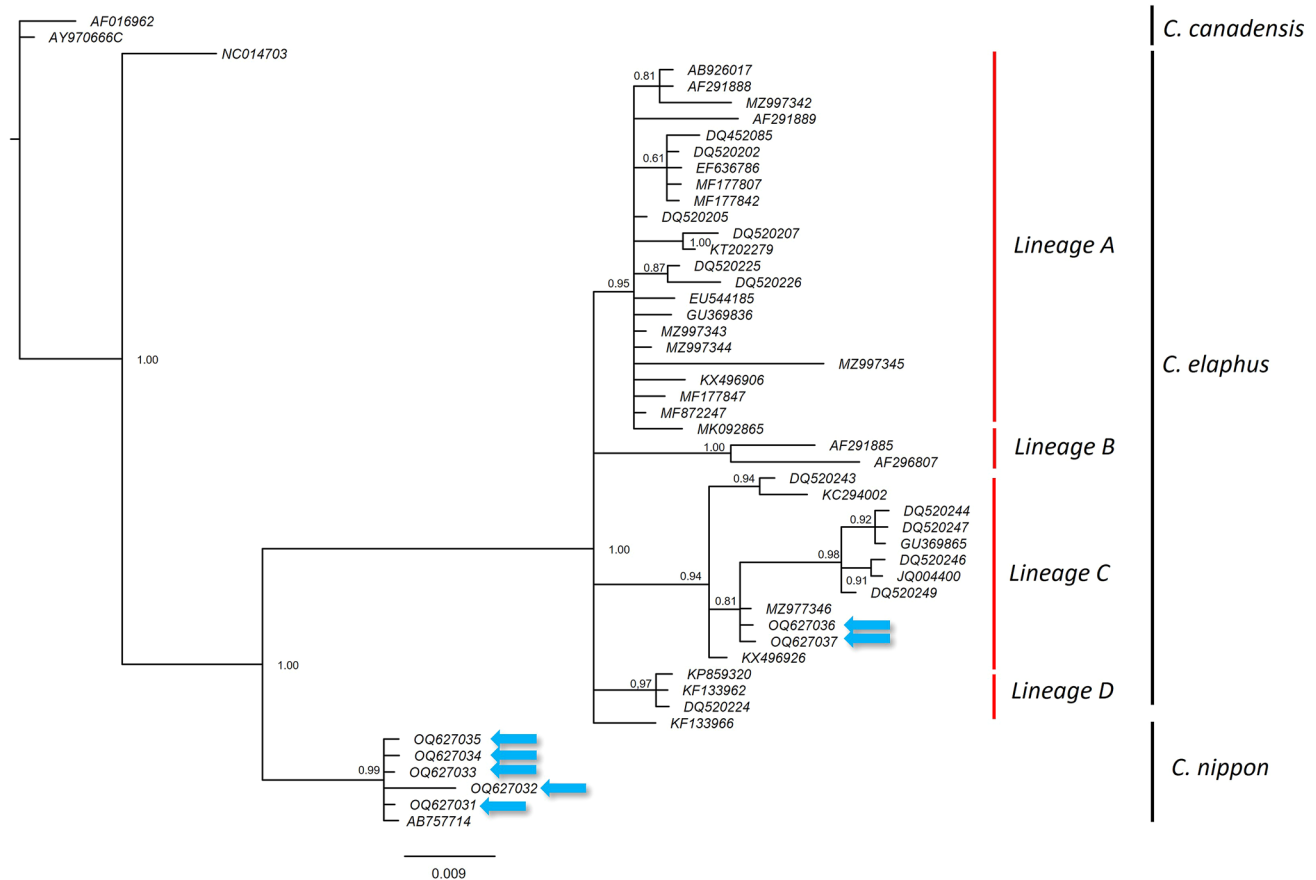 AF016962
C. canadensis
AY970666C
NC014703
AB926017
0.81
AF291888
MZ997342
AF291889
DQ452085
DQ520202
0.61
EF636786
MF177807
MF177842
DQ520205
DQ520207
1.00
KT202279
Lineage A
DQ520225
0.87
DQ520226
0.95
EU544185
GU369836
MZ997343
MZ997344
1.00
MZ997345
C. elaphus
KX496906
MF177847
MF872247
MK092865
AF291885
1.00
Lineage B
AF296807
DQ520243
0.94
KC294002
DQ520244
0.92
DQ520247
GU369865
1.00
0.98
DQ520246
0.94
0.91
JQ004400
Lineage C
DQ520249
0.81
MZ977346
OQ627036
OQ627037
KX496926
1.00
KP859320
0,97
KF133962
Lineage D
DQ520224
KF133966
OQ627035
OQ627034
0.99
OQ627033
C. nippon
OQ627032
OQ627031
AB757714
0.009